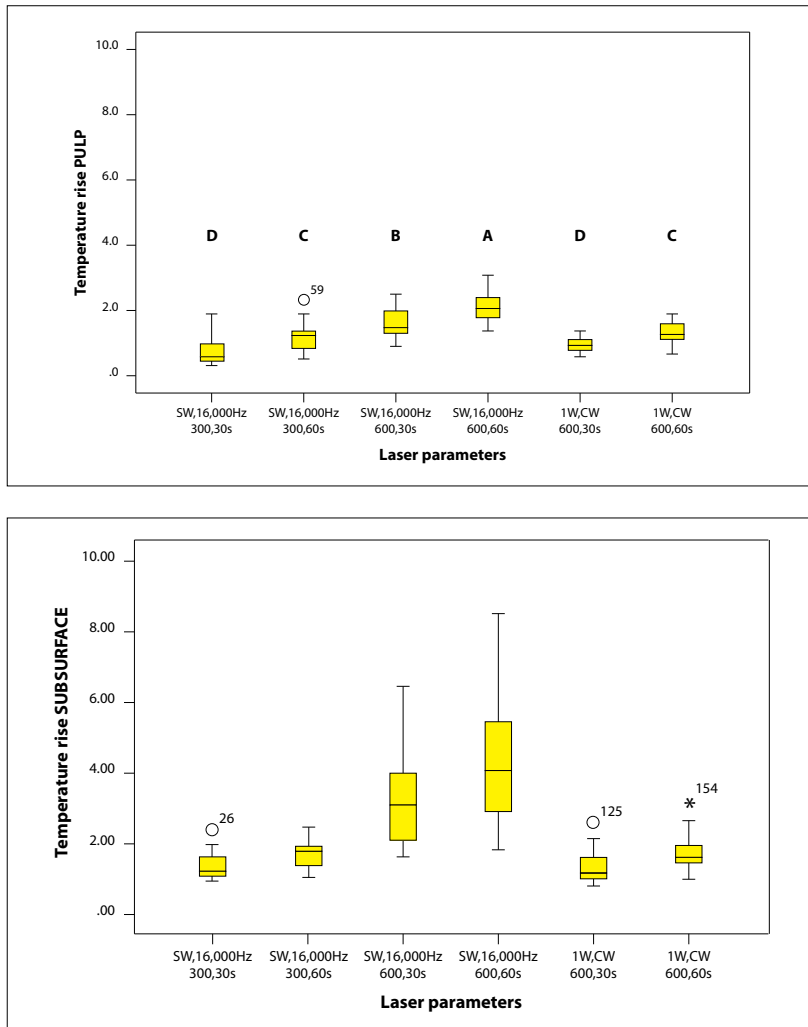 Temperature rise PULP
10.0
8.0
6.0
4.0
2.0
.0
D C B A D C
59
SW,16,000Hz SW,16,000Hz SW,16,000Hz SW,16,000Hz 1W,CW 1W,CW
300,30s 300,60s 600,30s 600,60s 600,30s 600,60s
Laser parameters
Temperature rise SUBSURFACE
10.00
8.00
6.00
4.00
2.00
.00
26
125
*154
SW,16,000Hz SW,16,000Hz SW,16,000Hz SW,16,000Hz 1W,CW 1W,CW
300,30s 300,60s 600,30s 600,60s 600,30s 600,60s
Laser parameters